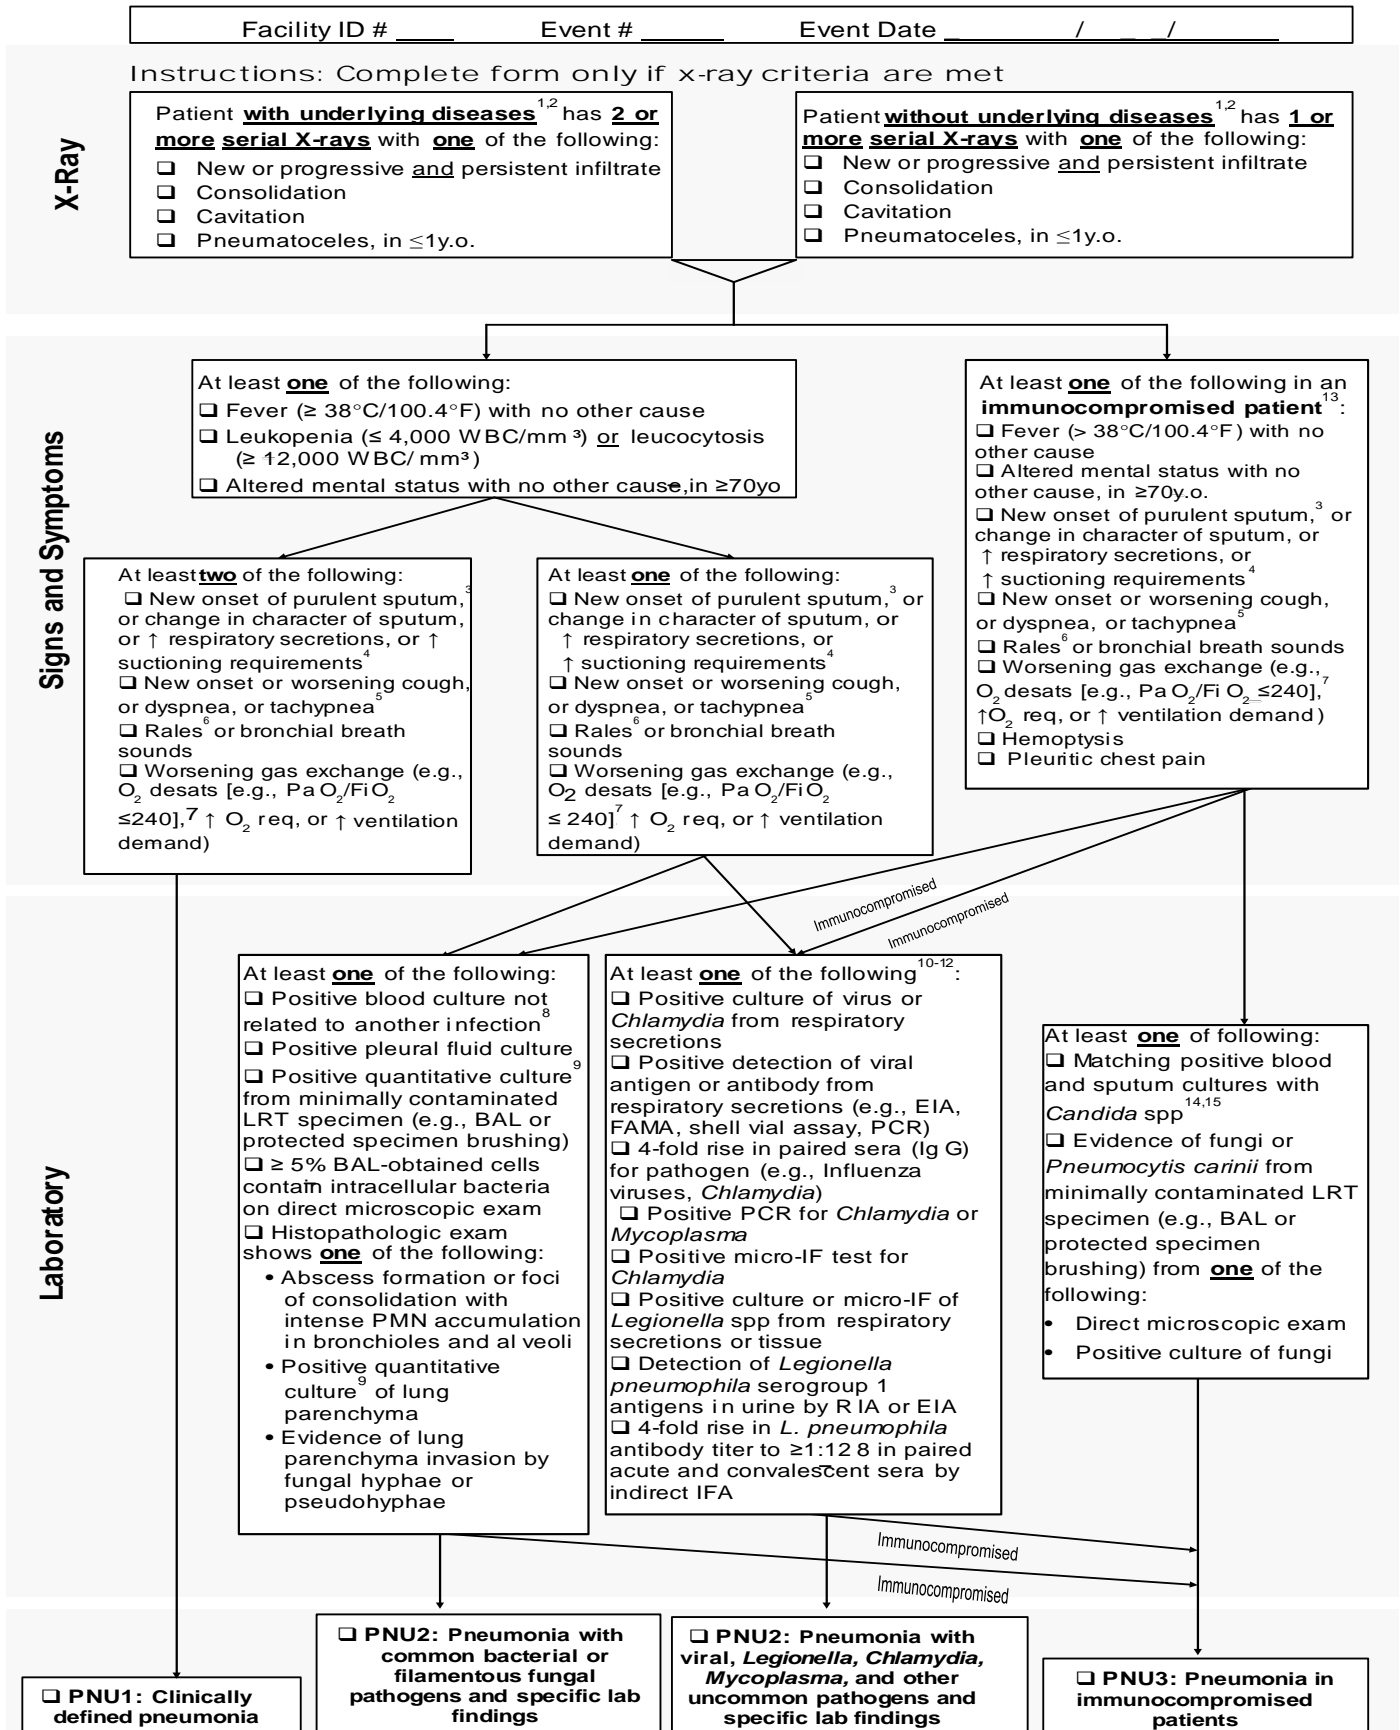 Facility ID # ____ Event # ______ Event Date _________/___ _ _/_______
Instructions: Complete form only if x-ray criteria are met
X-Ray
Patient with underlying diseases1,2 has 2 or
more serial X-rays with one of the following:
❑ New or progressive and persistent infiltrate
❑ Consolidation
❑ Cavitation
❑ Pneumatoceles, in ≤1y.o.
Patient without underlying diseases1,2 has 1 or
more serial X-rays with one of the following:
❑ New or progressive and persistent infiltrate
❑ Consolidation
❑ Cavitation
❑ Pneumatoceles, in ≤1y.o.
Signs and Symptoms
At least one of the following:
❑ Fever (≥ 38°C/100.4°F) with no other cause
❑ Leukopenia (≤ 4,000 WBC/mm³) or leucocytosis
(≥ 12,000 WBC/ mm³)
❑ Altered mental status with no other cause, in ≥70yo
At least one of the following in an
immunocompromised patient13:
❑ Fever (> 38°C/100.4°F) with no
other cause
❑ Altered mental status with no
other cause, in ≥70y.o.
❑ New onset of purulent sputum,3 or
change in character of sputum, or
↑ respiratory secretions, or
↑ suctioning requirements4
❑ New onset or worsening cough,
or dyspnea, or tachypnea5
❑ Rales6 or bronchial breath sounds
❑ Worsening gas exchange (e.g.,
O2 desats [e.g., PaO2/FiO2 ≤240],7
↑O2 req, or ↑ ventilation demand)
❑ Hemoptysis
❑ Pleuritic chest pain
At least two of the following:
❑ New onset of purulent sputum,3
or change in character of sputum,
or ↑ respiratory secretions, or ↑
suctioning requirements4
❑ New onset or worsening cough,
or dyspnea, or tachypnea5
❑ Rales6 or bronchial breath
sounds
❑ Worsening gas exchange (e.g.,
O2 desats [e.g., PaO2/FiO2
≤240],7 ↑ O2 req, or ↑ ventilation
demand)
At least one of the following:
❑ New onset of purulent sputum,3 or
change in character of sputum, or
↑ respiratory secretions, or
↑ suctioning requirements4
❑ New onset or worsening cough,
or dyspnea, or tachypnea5
❑ Rales6 or bronchial breath
sounds
❑ Worsening gas exchange (e.g.,
O2 desats [e.g., PaO2/FiO2
≤ 240]7 ↑ O2 req, or ↑ ventilation
demand)
Immunocompromised
Immunocompromised
Laboratory
At least one of the following:
❑ Positive blood culture not
related to another infection8
❑ Positive pleural fluid culture
❑ Positive quantitative culture9
from minimally contaminated
LRT specimen (e.g., BAL or
protected specimen brushing)
❑ ≥ 5% BAL-obtained cells
contain intracellular bacteria
on direct microscopic exam
❑ Histopathologic exam
shows one of the following:
• Abscess formation or foci
of consolidation with
intense PMN accumulation
in bronchioles and alveoli
• Positive quantitative
culture9 of lung
parenchyma
• Evidence of lung
parenchyma invasion by
fungal hyphae or
pseudohyphae
At least one of the following10-12:
❑ Positive culture of virus or
Chlamydia from respiratory
secretions
❑ Positive detection of viral
antigen or antibody from
respiratory secretions (e.g., EIA,
FAMA, shell vial assay, PCR)
❑ 4-fold rise in paired sera (IgG)
for pathogen (e.g., Influenza
viruses, Chlamydia)
❑ Positive PCR for Chlamydia or
Mycoplasma
❑ Positive micro-IF test for
Chlamydia
❑ Positive culture or micro-IF of
Legionella spp from respiratory
secretions or tissue
❑ Detection of Legionella
pneumophila serogroup 1
antigens in urine by RIA or EIA
❑ 4-fold rise in L. pneumophila
antibody titer to ≥1:128 in paired
acute and convalescent sera by
indirect IFA
At least one of following:
❑ Matching positive blood
and sputum cultures with
Candida spp14,15
❑ Evidence of fungi or
Pneumocytis carinii from
minimally contaminated LRT
specimen (e.g., BAL or
protected specimen
brushing) from one of the
following:
• Direct microscopic exam
• Positive culture of fungi
Immunocompromised
Immunocompromised
❑ PNU1: Clinically
defined pneumonia
❑ PNU2: Pneumonia with
common bacterial or
filamentous fungal
pathogens and specific lab
findings
❑ PNU2: Pneumonia with
viral, Legionella, Chlamydia,
Mycoplasma, and other
uncommon pathogens and
specific lab findings
❑ PNU3: Pneumonia in
immunocompromised
patients